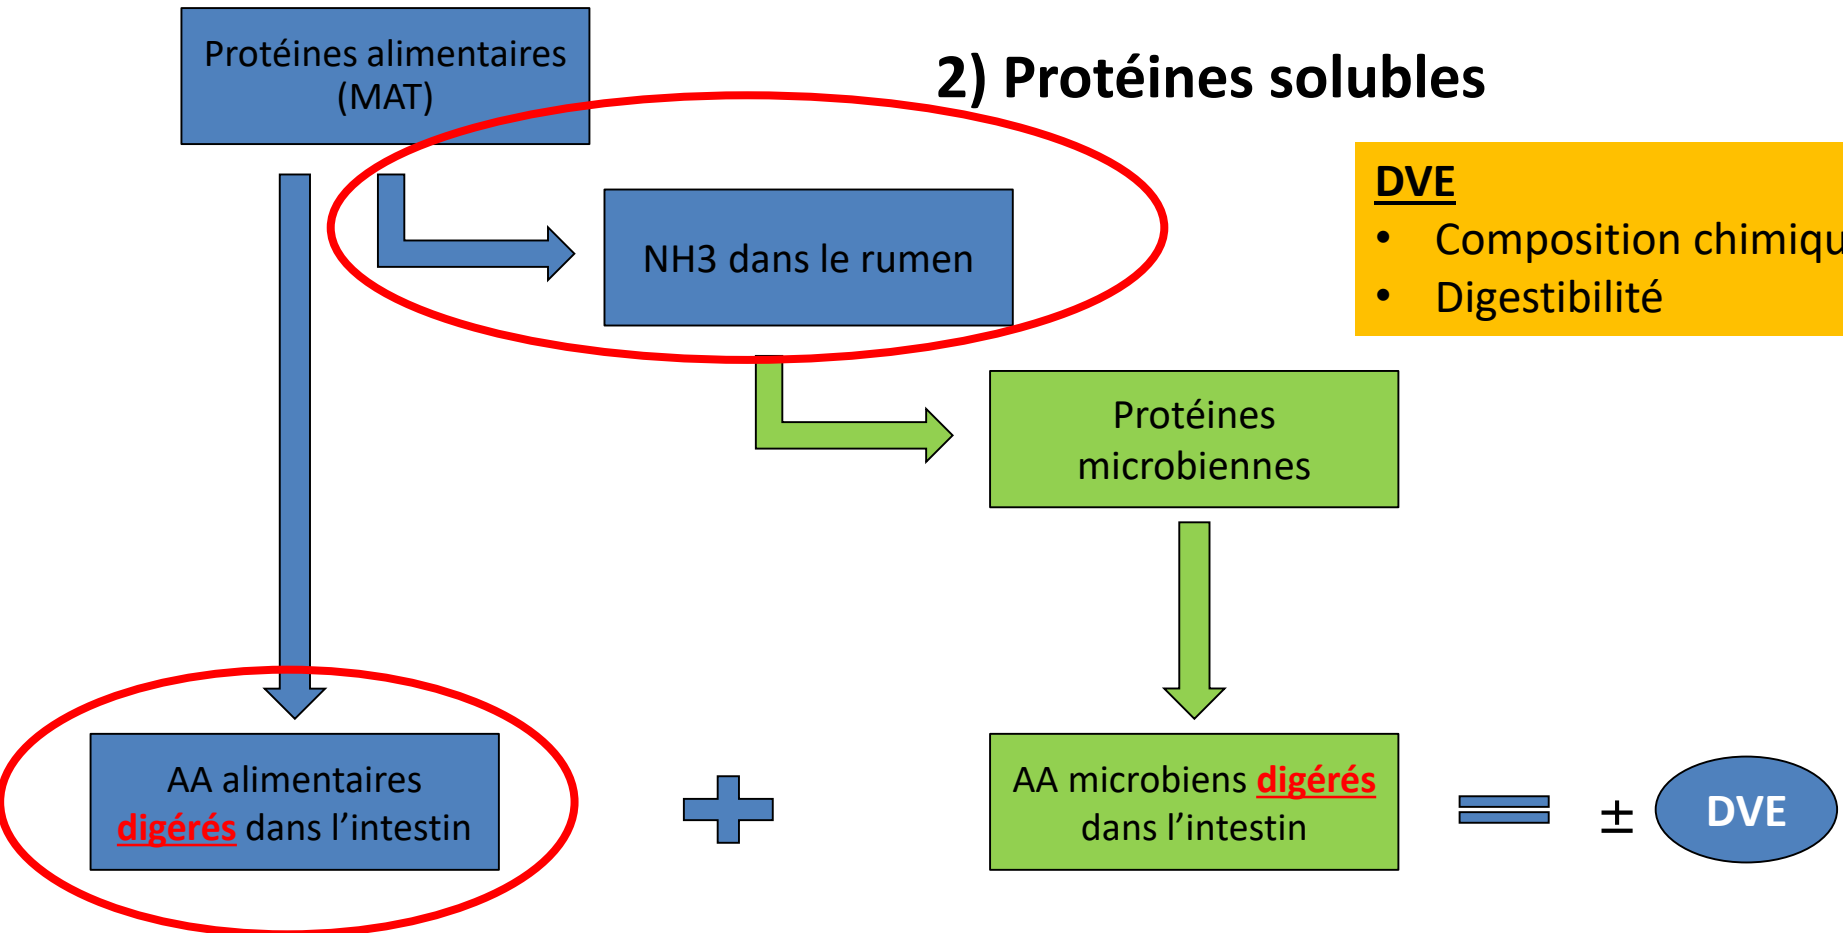 Protéines alimentaires
(MAT)
2) Protéines solubles
DVE
• Composition chimiqu
• Digestibilité
NH3 dans le rumen
Protéines
microbiennes
AA alimentaires
digérés dans l'intestin
AA microbiens digérés
dans l'intestin
± DVE